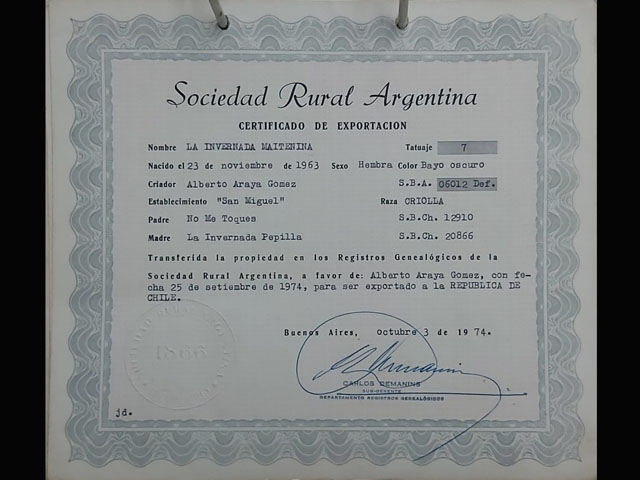 Sociedad Rural Argentina
CERTIFICADO DE EXPORTACION
Nombre LA INVERNADA MAITENINA Tatuaje 7
Nacido el 23 de noviembre de 1963 Sexo Hembra Color Bayo oscuro
Criador Alberto Araya Gomez S.B.A. 06012 Def.
Establecimiento "San Miguel" Raza CRIOLLA
Padre No Me Toques S.B.Ch. 12910
Madre La Invernada Pepilla S.B.Ch. 20866
Transferida la propiedad en los Registros Genealógicos de la
Sociedad Rural Argentina, a favor de: Alberto Araya Gomez, con fe-
cha 25 de setiembre de 1974, para ser exportado a la REPUBLICA DE
CHILE.
Buenos Aires, Octubre 3 de 1974.
1866
CARLOS DEMANINS
SUB-GERENTE
DEPARTAMENTO REGISTROS GENEALÓGICOS
jd.